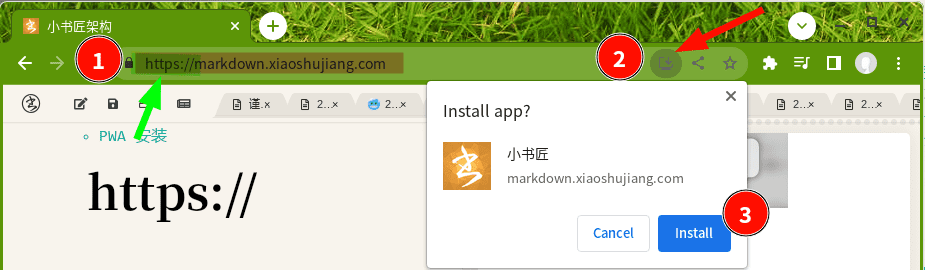 小书匠架构
1
https://markdown.xiaoshujiang.com
2
谨.x
2...x
2...x
2...x
2...x
2...x
PWA 安装
https://
Install app?
小书匠
markdown.xiaoshujiang.com
Cancel
Install
3